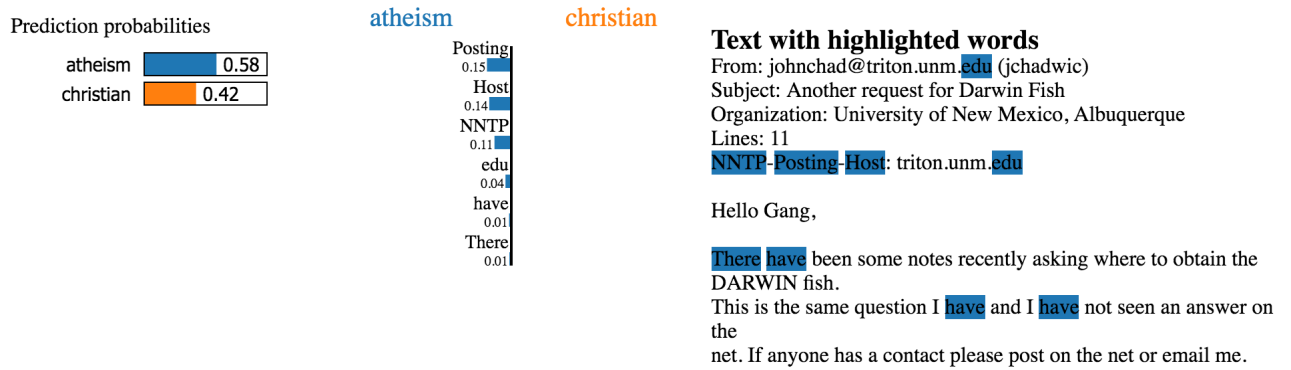 Prediction probabilities
atheism 0.58
christian 0.42
atheism christian
Posting
0.15
Host
0.14
NNTP
0.11
edu
0.04
have
0.01
There
0.01
Text with highlighted words
From: johnchad@triton.unm.edu (jchadwic)
Subject: Another request for Darwin Fish
Organization: University of New Mexico, Albuquerque
Lines: 11
NNTP-Posting-Host: triton.unm.edu
Hello Gang,
There have been some notes recently asking where to obtain the
DARWIN fish.
This is the same question I have and I have not seen an answer on
the
net. If anyone has a contact please post on the net or email me.